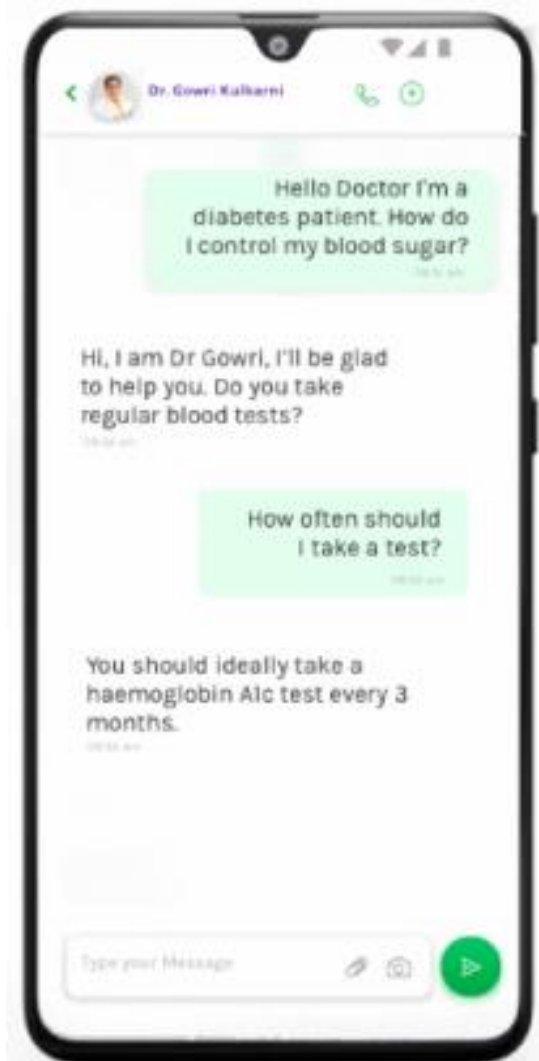 Dr. Gowri Kulkarni
Hello Doctor I'm a
diabetes patient. How do
I control my blood sugar?
Hi, I am Dr Gowri, I'll be glad
to help you. Do you take
regular blood tests?
How often should
I take a test?
You should ideally take a
haemoglobin A1c test every 3
months.
Type your Message